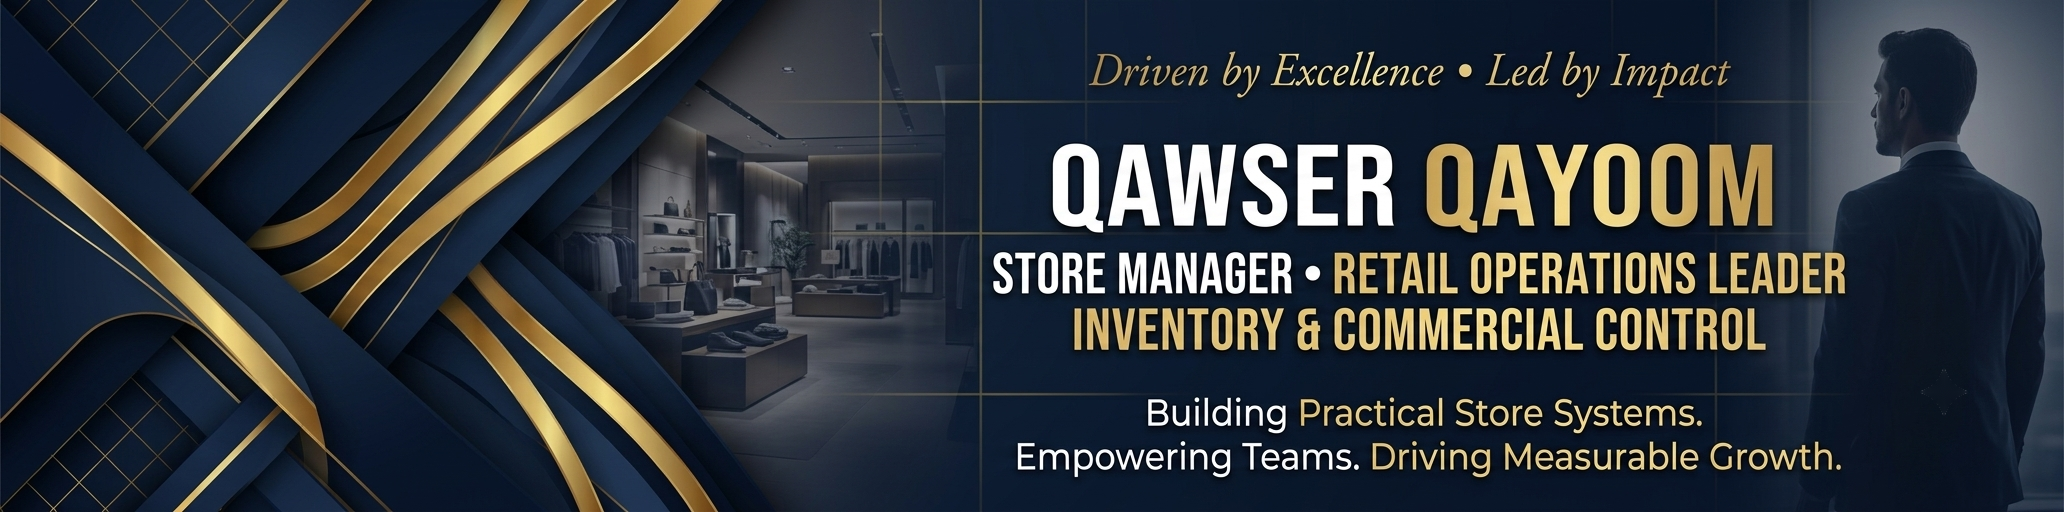 Driven by Excellence • Led by Impact
QAWSER QAYOOM
STORE MANAGER • RETAIL OPERATIONS LEADER
INVENTORY & COMMERCIAL CONTROL
Building Practical Store Systems.
Empowering Teams. Driving Measurable Growth.